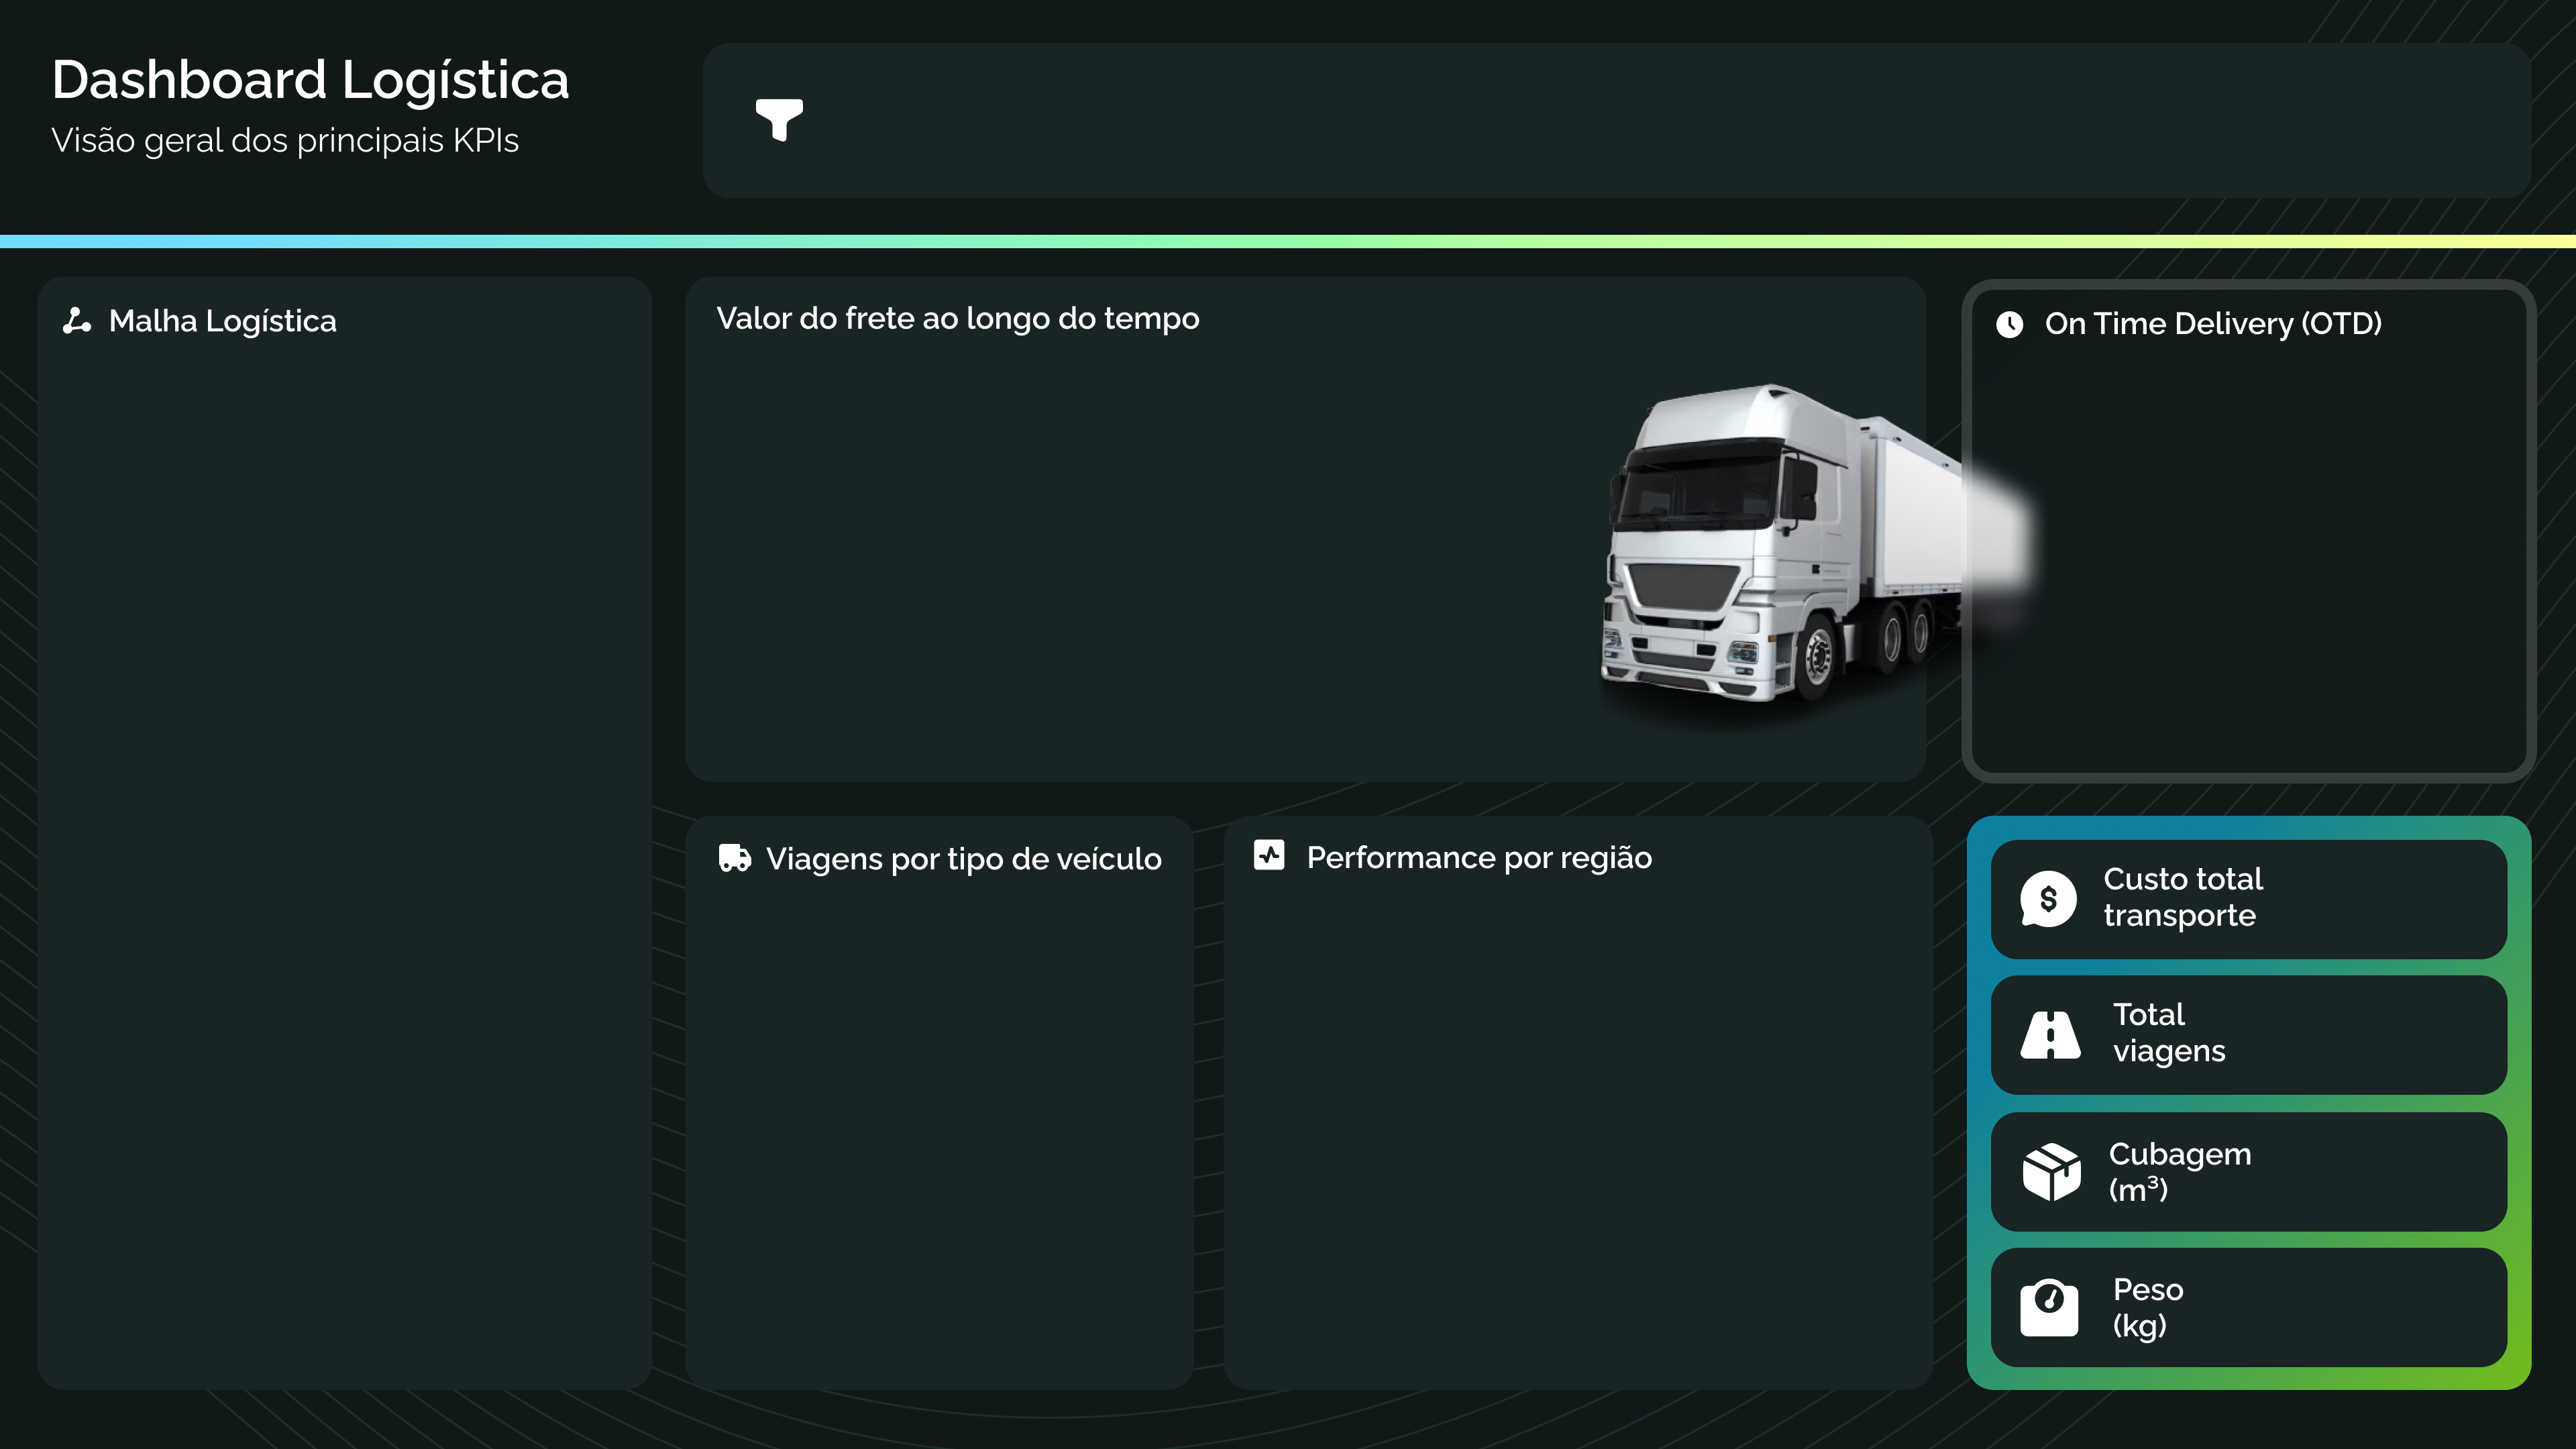 Dashboard Logística
Visão geral dos principais KPIs
Malha Logística
Valor do frete ao longo do tempo
On Time Delivery (OTD)
Viagens por tipo de veículo
Performance por região
Custo total
transporte
Total
viagens
Cubagem
(m³)
Peso
(kg)